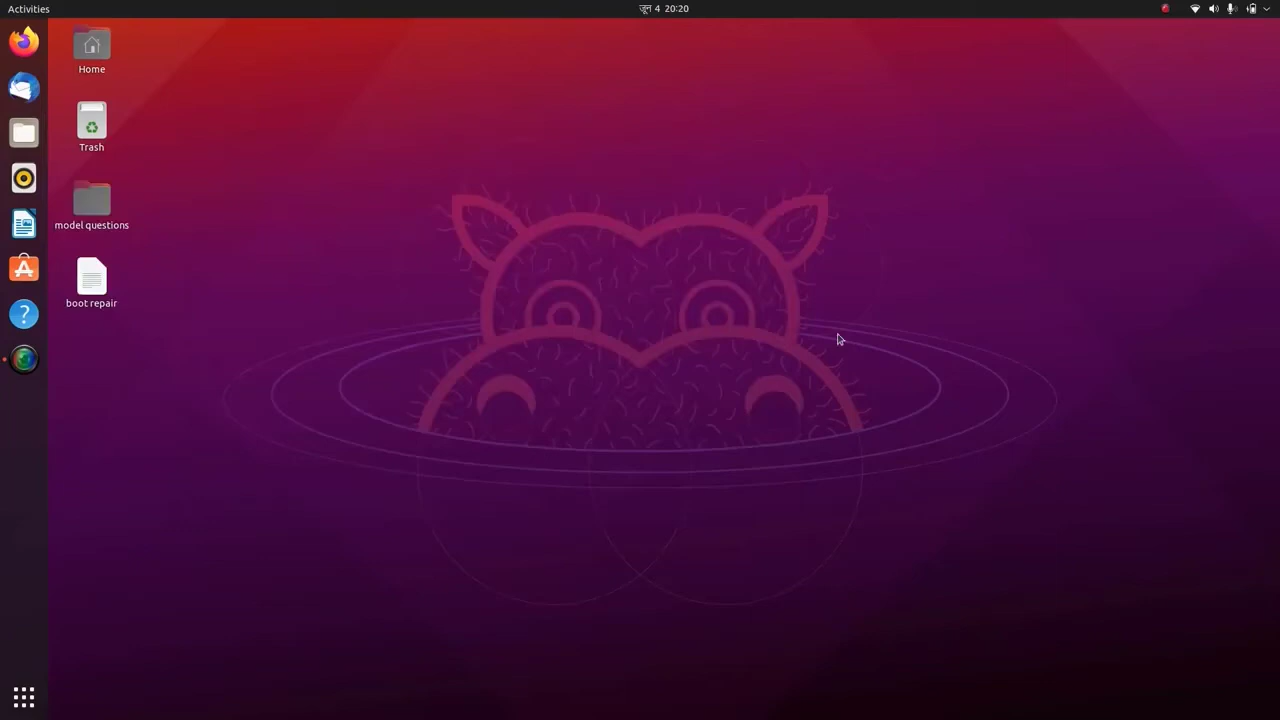 Activities
जून 4 20:20
Home
Trash
model questions
boot repair